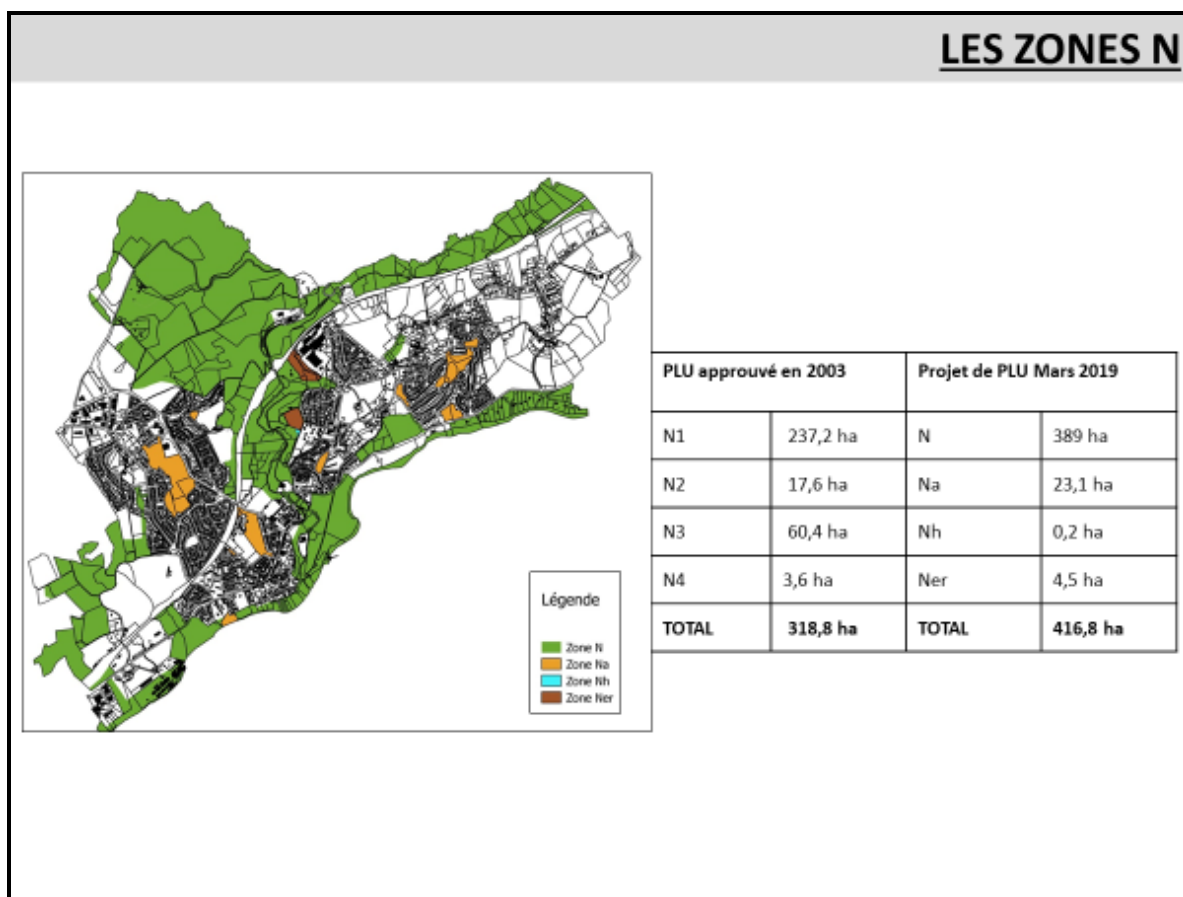 LES ZONES N
Légende
Zone N
Zone Na
Zone Nh
Zone Ner
PLU approuvé en 2003 Projet de PLU Mars 2019
N1 237,2 ha N 389 ha
N2 17,6 ha Na 23,1 ha
N3 60,4 ha Nh 0,2 ha
N4 3,6 ha Ner 4,5 ha
TOTAL 318,8 ha TOTAL 416,8 ha